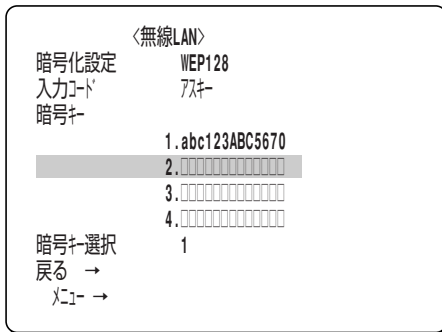 〈無線LAN〉
暗号化設定 WEP128
入力ｺｰﾄﾞ ｱｽｷｰ
暗号ｷｰ
1.abc123ABC5670
2.□□□□□□□□□□□□□
3.□□□□□□□□□□□□□
4.□□□□□□□□□□□□□
暗号ｷｰ選択 1
戻る →
ﾒﾆｭｰ →